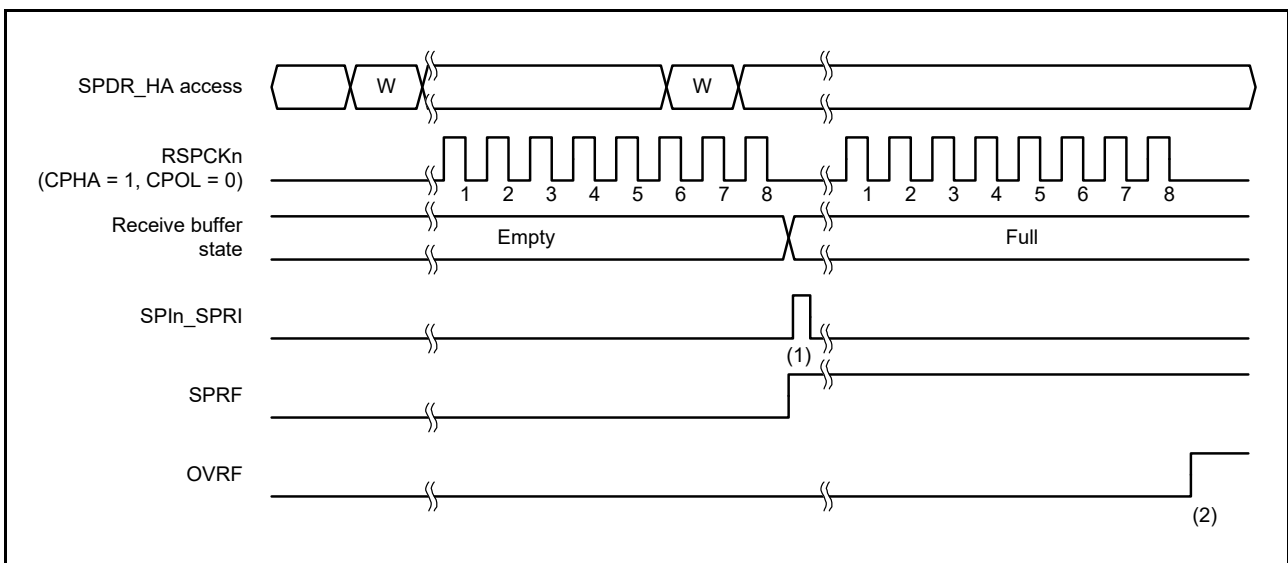 SPDR_HA access
W
W
RSPCKn
(CPHA = 1, CPOL = 0)
1 2 3 4 5 6 7 8
1 2 3 4 5 6 7 8
Receive buffer
state
Empty
Full
SPIn_SPRI
(1)
SPRF
OVRF
(2)